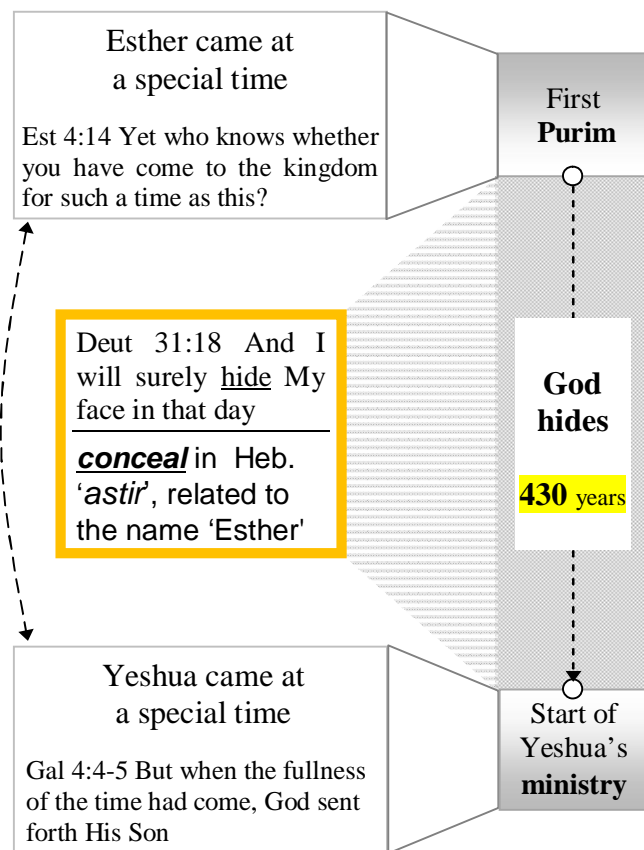 Esther came at
a special time
Est 4:14 Yet who knows whether
you have come to the kingdom
for such a time as this?
First
Purim
Deut 31:18 And I
will surely hide My
face in that day
conceal in Heb.
‘astir’, related to
the name ‘Esther'
God
hides
430 years
Yeshua came at
a special time
Gal 4:4-5 But when the fullness
of the time had come, God sent
forth His Son
Start of
Yeshua’s
ministry